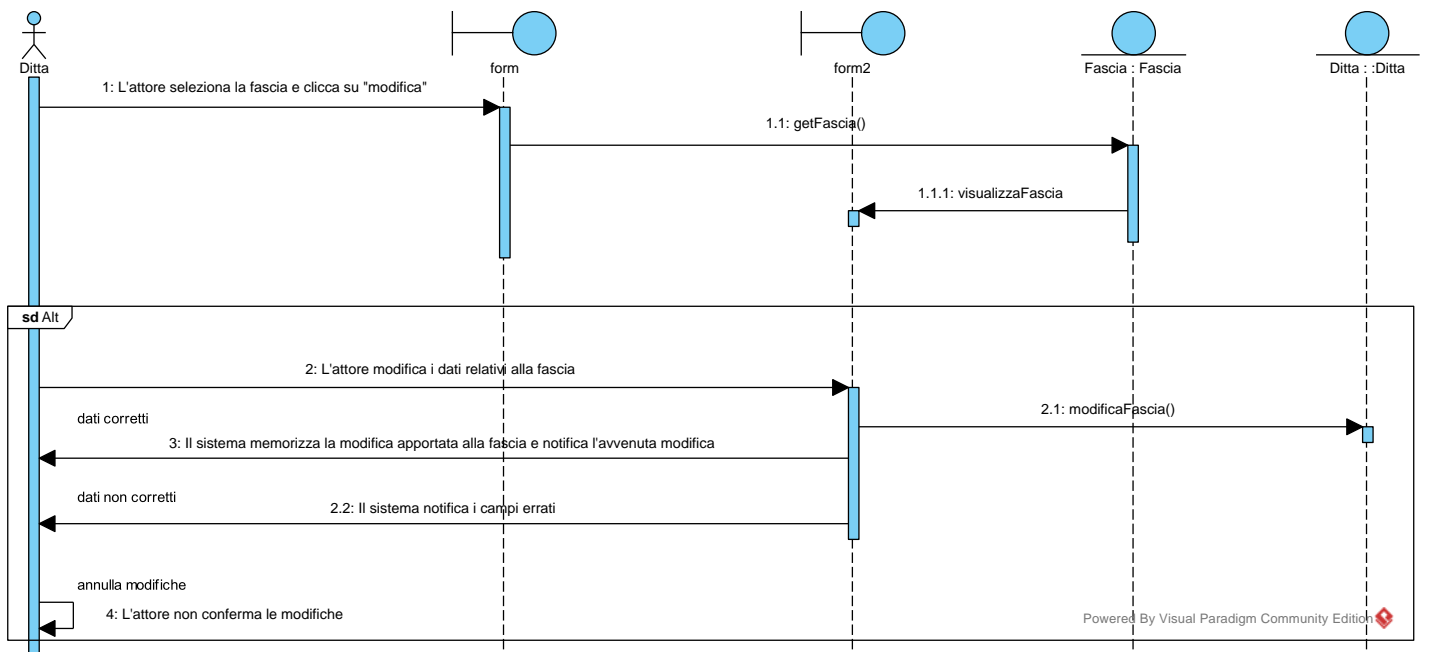 Ditta
form
form2
Fascia : Fascia
Ditta : :Ditta
1: L'attore seleziona la fascia e clicca su "modifica"
1.1: getFascia()
1.1.1: visualizzaFascia
sd Alt
2: L'attore modifica i dati relativi alla fascia
2.1: modificaFascia()
dati corretti
3: Il sistema memorizza la modifica apportata alla fascia e notifica l'avvenuta modifica
dati non corretti
2.2: Il sistema notifica i campi errati
annulla modifiche
4: L'attore non conferma le modifiche
Powered By Visual Paradigm Community Edition